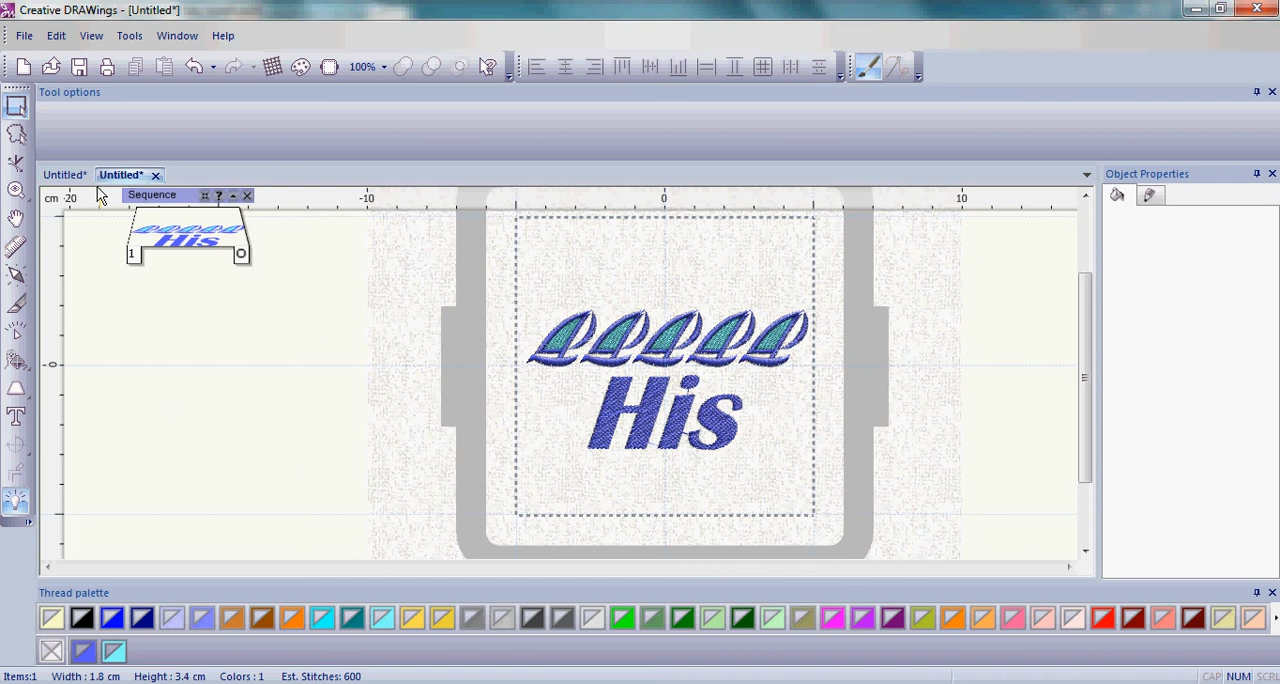 Creative DRAWings - [Untitled*]
File Edit View Tools Window Help
100%
Tool options
Untitled* Untitled*
Sequence
cm -20 -10 0 10
Object Properties
His
1
0
His
Thread palette
Items:1 Width : 1.8 cm Height : 3.4 cm Colors : 1 Est. Stitches: 600 CAP NUM SCRL